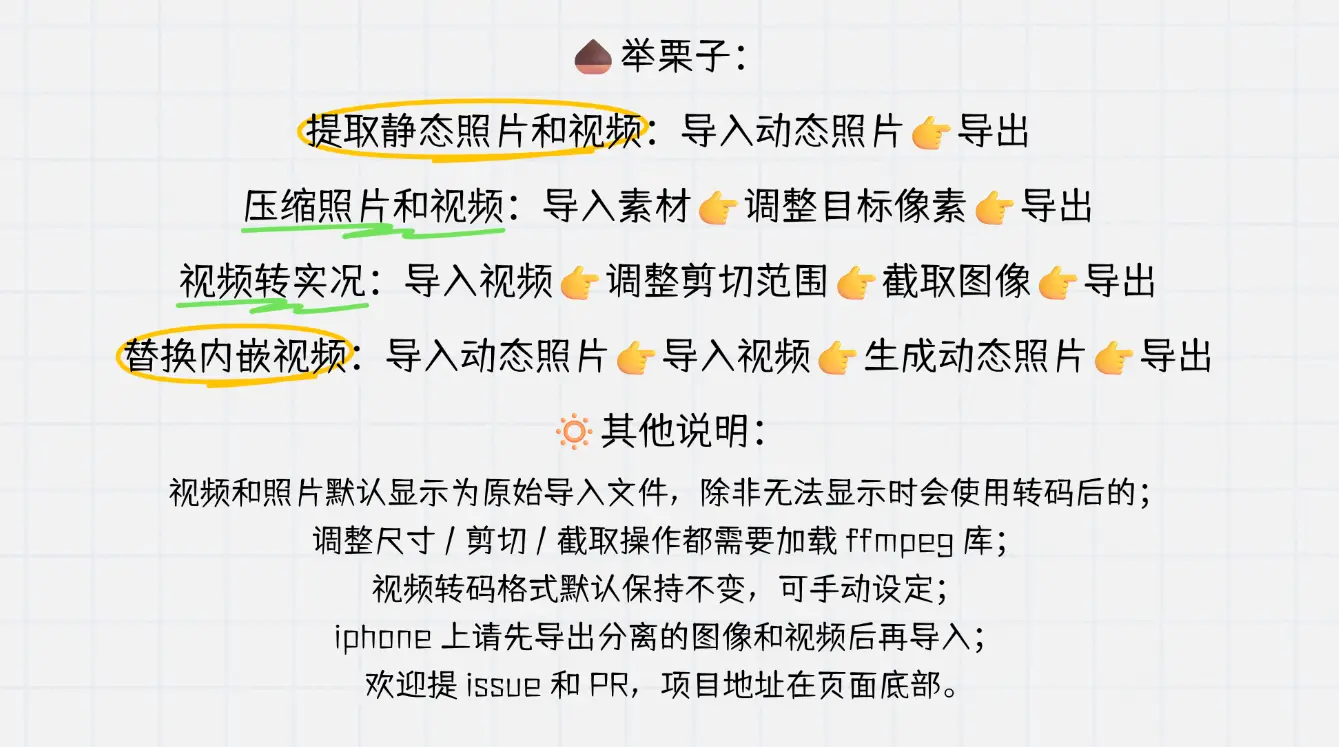 🌰 举栗子：
提取静态照片和视频：导入动态照片👉导出
压缩照片和视频：导入素材👉调整目标像素👉导出
视频转实况：导入视频👉调整剪切范围👉截取图像👉导出
替换内嵌视频：导入动态照片👉导入视频👉生成动态照片👉导出
🔅 其他说明：
视频和照片默认显示为原始导入文件，除非无法显示时会使用转码后的；
调整尺寸 / 剪切 / 截取操作都需要加载 ffmpeg 库；
视频转码格式默认保持不变，可手动设定；
iphone 上请先导出分离的图像和视频后再导入；
欢迎提 issue 和 PR，项目地址在页面底部。